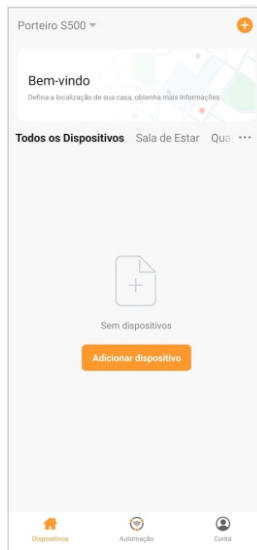 Porteiro S500
Bem-vindo
Defina a localização de sua casa, obtenha mais informações
Todos os Dispositivos Sala de Estar Qua
Sem dispositivos
Adicionar dispositivo
Dispositivos Automação Conta